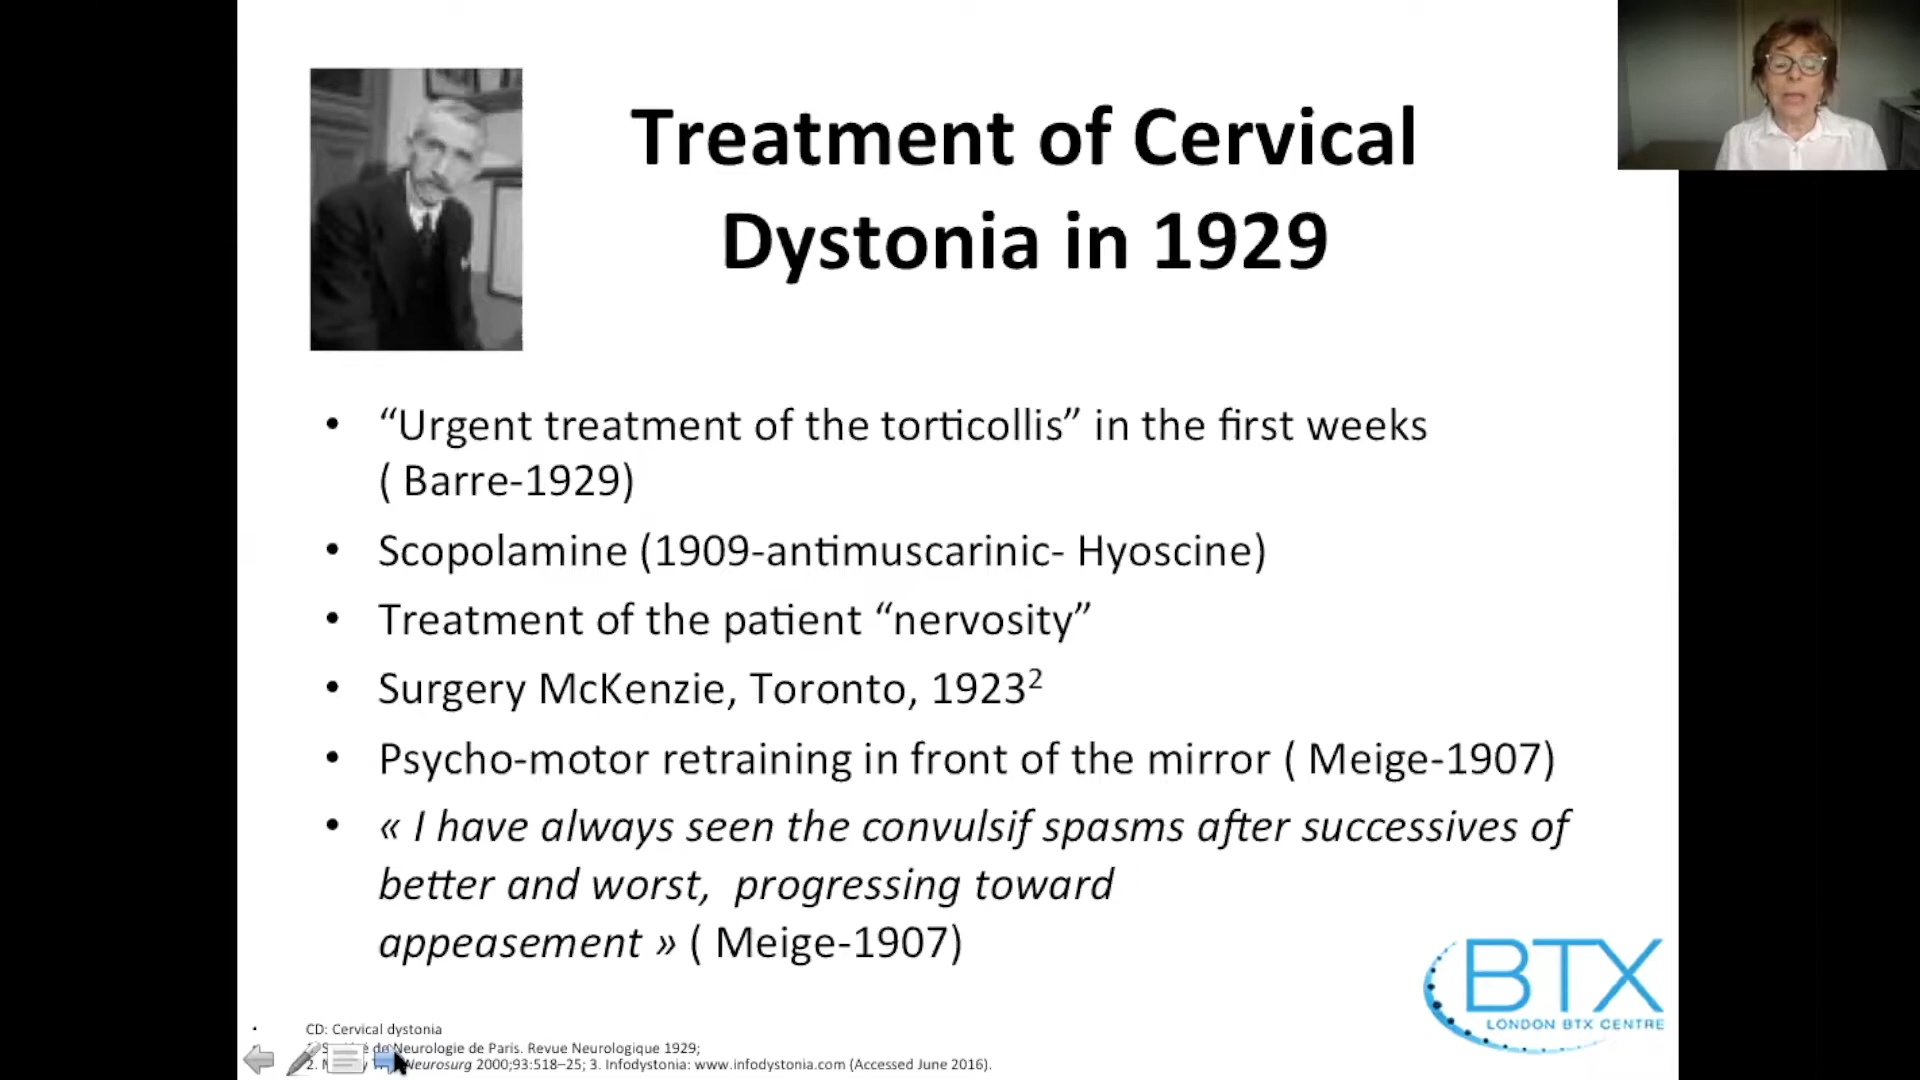 Treatment of Cervical
Dystonia in 1929
• “Urgent treatment of the torticollis” in the first weeks
( Barre-1929)
• Scopolamine (1909-antimuscarinic- Hyoscine)
• Treatment of the patient “nervosity”
• Surgery McKenzie, Toronto, 1923²
• Psycho-motor retraining in front of the mirror ( Meige-1907)
• « I have always seen the convulsif spasms after successives of
better and worst, progressing toward
appeasement » ( Meige-1907)
BTX
LONDON BTX CENTRE
• CD: Cervical dystonia
de Neurologie de Paris. Revue Neurologique 1929;
2. Neurosurg 2000;93:518–25; 3. Infodystonia: www.infodystonia.com (Accessed June 2016).